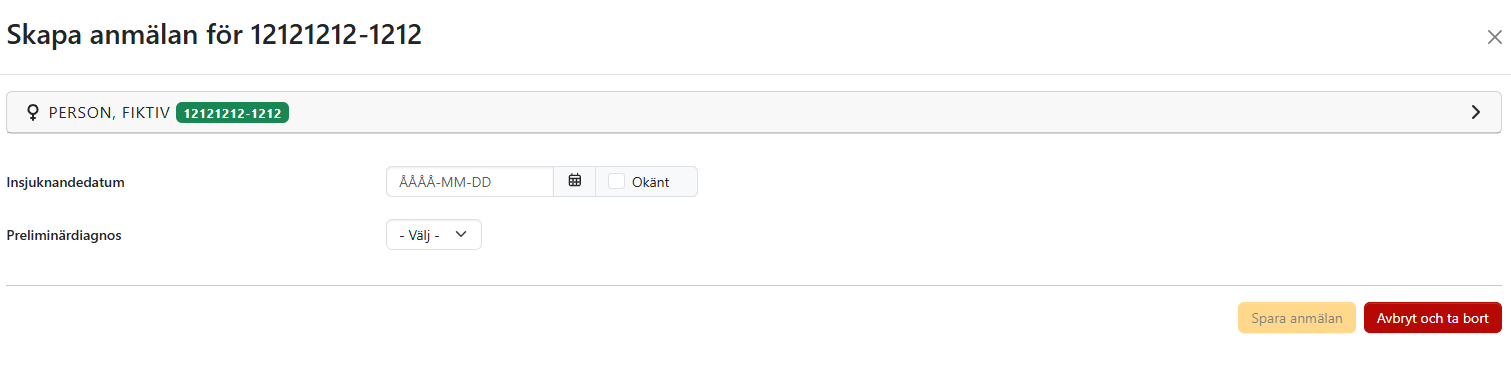 Skapa anmälan för 12121212-1212
PERSON, FIKTIV 12121212-1212
Insjuknandedatum ÅÅÅÅ-MM-DD Okänt
Preliminärdiagnos - Välj -
Spara anmälan Avbryt och ta bort